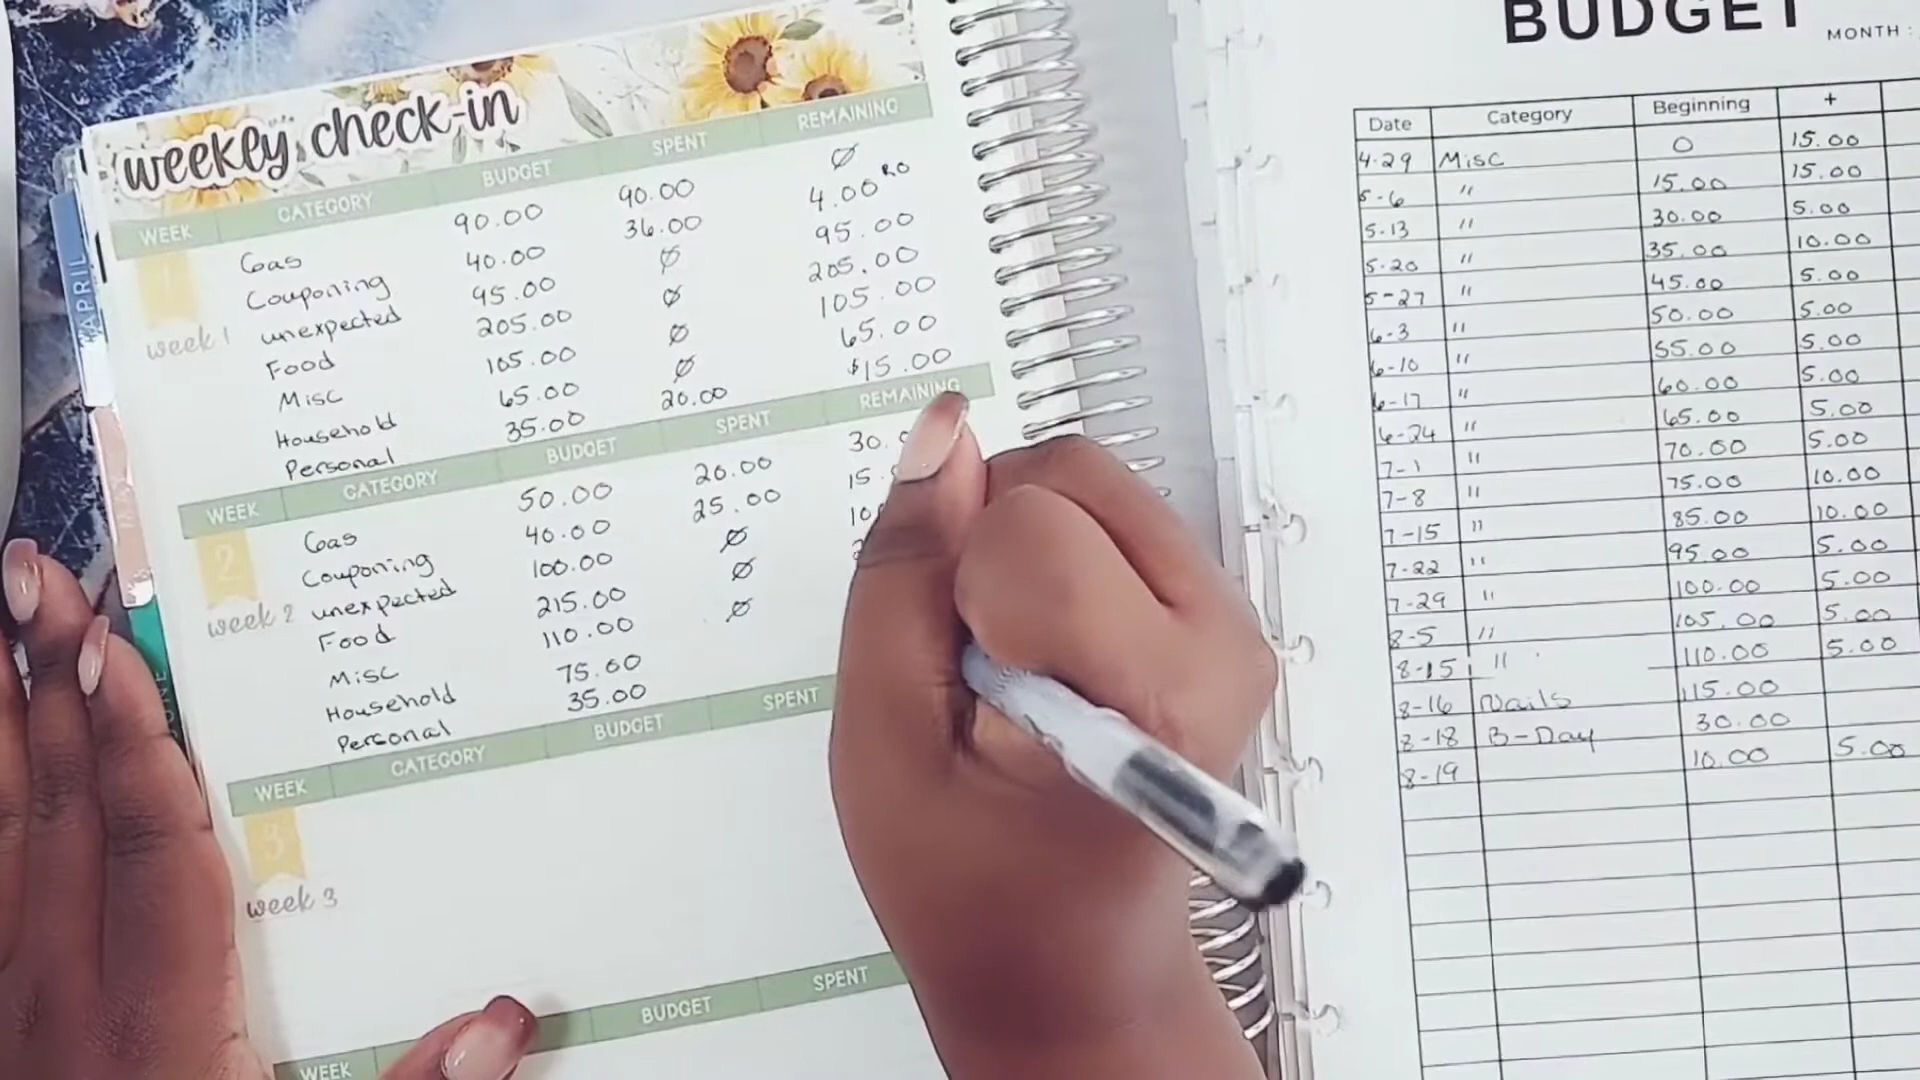 weekly check-in
WEEK CATEGORY BUDGET SPENT REMAINING
1
week 1
Gas 90.00 90.00 Ø
Couponing 40.00 36.00 4.00 RO
unexpected 95.00 Ø 95.00
Food 205.00 Ø 205.00
Misc 105.00 Ø 105.00
Household 65.00 Ø 65.00
Personal 35.00 20.00 $15.00
WEEK CATEGORY BUDGET SPENT REMAINING
2
week 2
Gas 50.00 20.00 30.0
Couponing 40.00 25.00 15.
unexpected 100.00 Ø 10
Food 215.00 Ø 2
Misc 110.00 Ø
Household 75.00
Personal 35.00
WEEK CATEGORY BUDGET SPENT
3
week 3
WEEK BUDGET SPENT
APRIL
BUDGET
MONTH :
Date Category Beginning +
4-29 Misc 0 15.00
5-6 " 15.00 15.00
5-13 " 30.00 5.00
5-20 " 35.00 10.00
5-27 " 45.00 5.00
6-3 " 50.00 5.00
6-10 " 55.00 5.00
6-17 " 60.00 5.00
6-24 " 65.00 5.00
7-1 " 70.00 5.00
7-8 " 75.00 10.00
7-15 " 85.00 10.00
7-22 " 95.00 5.00
7-29 " 100.00 5.00
8-5 " 105.00 5.00
8-15 " 110.00 5.00
8-16 Nails 115.00
8-18 B-Day 30.00
8-19 10.00 5.00